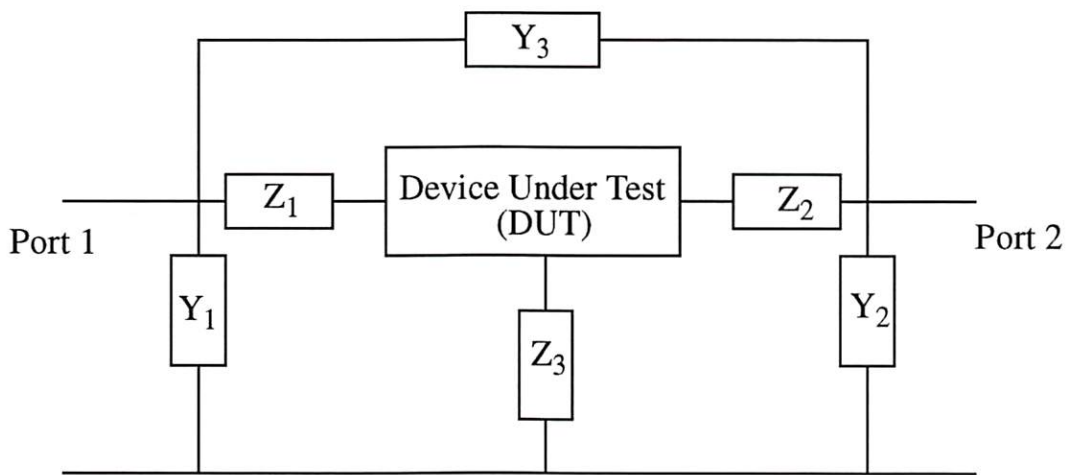 Y3
Z1
Device Under Test
(DUT)
Z2
Port 1
Port 2
Y1
Z3
Y2